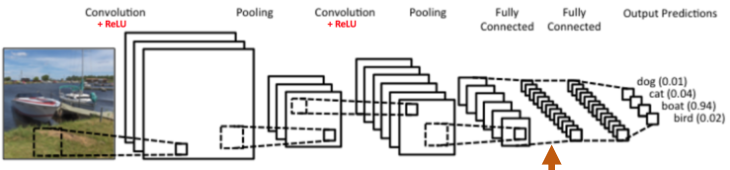 Convolution
+ ReLU
Pooling
Convolution
+ ReLU
Pooling
Fully
Connected
Fully
Connected
Output Predictions
dog (0.01)
cat (0.04)
boat (0.94)
bird (0.02)